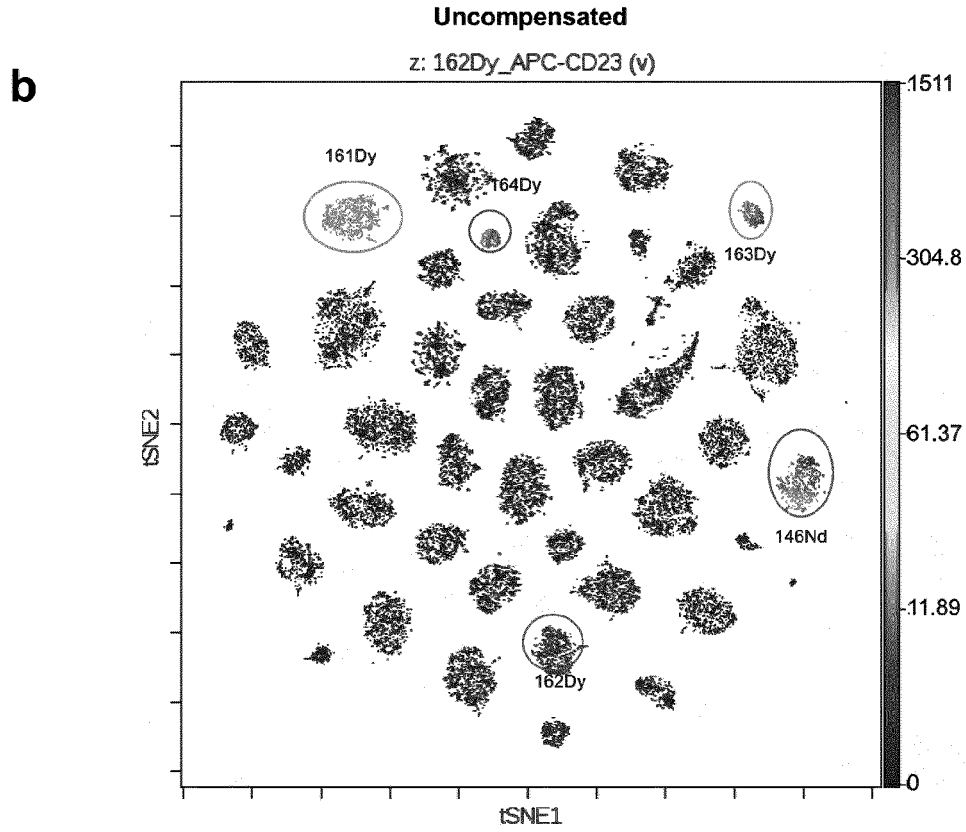 Uncompensated
z: 162Dy_APC-CD23 (v)
b
1511
161Dy
164Dy
163Dy
304.8
tSNE2
61.37
146Nd
11.89
162Dy
0
tSNE1